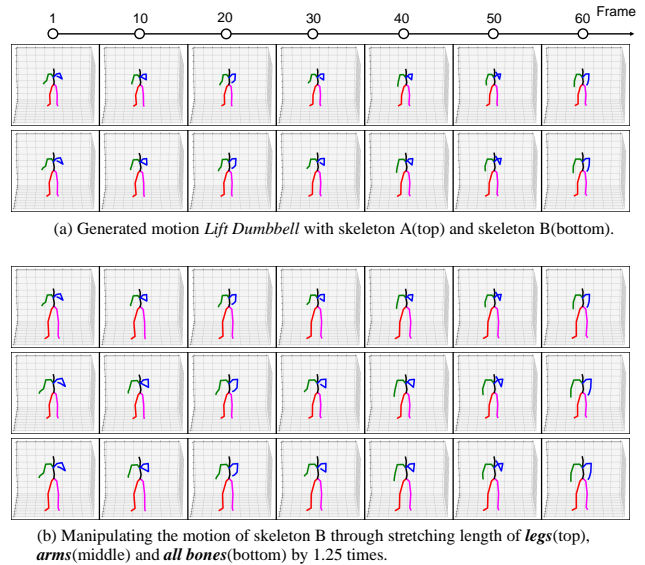 1 10 20 30 40 50 60 Frame
(a) Generated motion Lift Dumbbell with skeleton A(top) and skeleton B(bottom).
(b) Manipulating the motion of skeleton B through stretching length of legs(top),
arms(middle) and all bones(bottom) by 1.25 times.